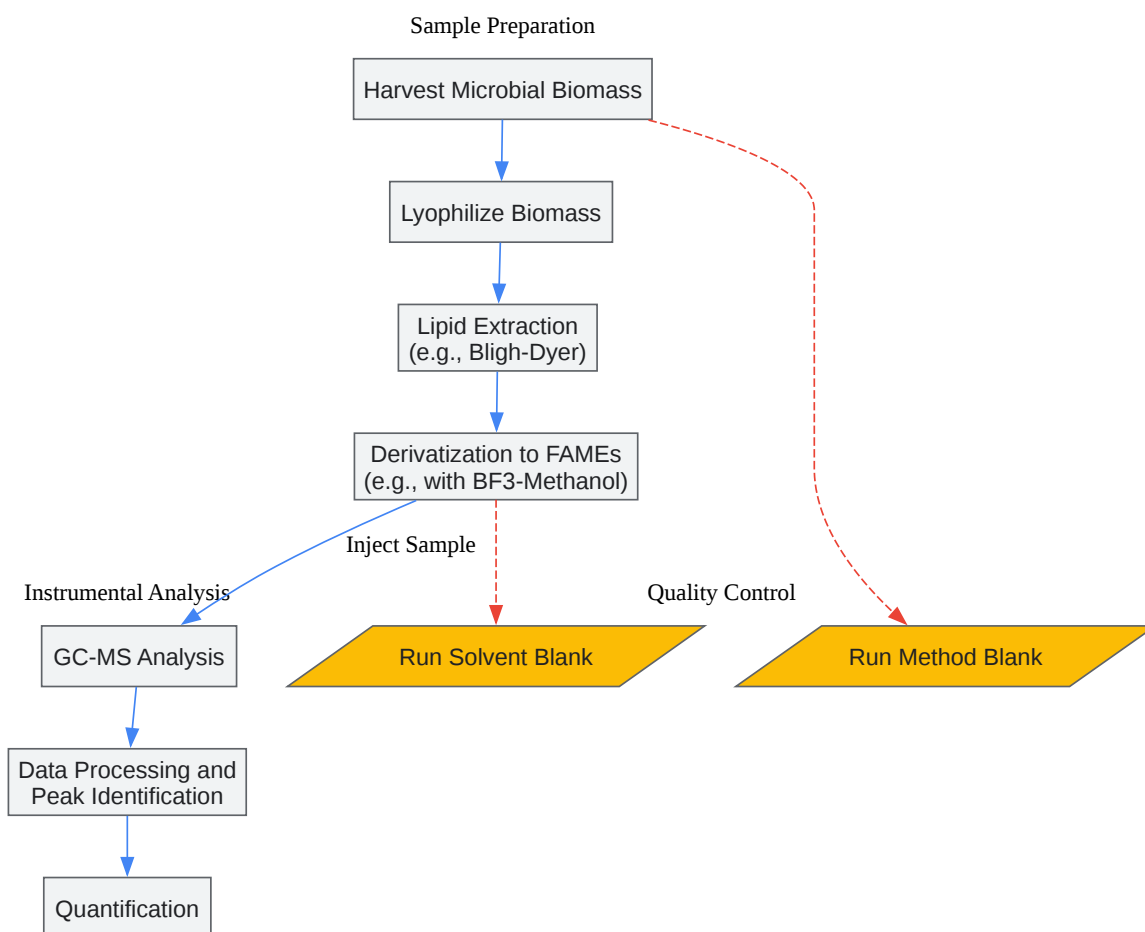 Sample Preparation
Harvest Microbial Biomass
Lyophilize Biomass
Lipid Extraction
(e.g., Bligh-Dyer)
Derivatization to FAMEs
(e.g., with BF3-Methanol)
Inject Sample
Instrumental Analysis
Quality Control
GC-MS Analysis
Run Solvent Blank
Run Method Blank
Data Processing and
Peak Identification
Quantification